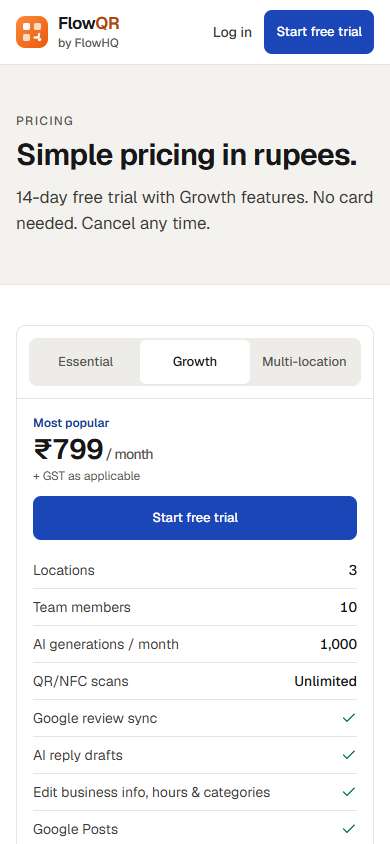 FlowQR
by FlowHQ
Log in
Start free trial
PRICING
Simple pricing in rupees.
14-day free trial with Growth features. No card
needed. Cancel any time.
Essential
Growth
Multi-location
Most popular
₹799 / month
+ GST as applicable
Start free trial
Locations 3
Team members 10
AI generations / month 1,000
QR/NFC scans Unlimited
Google review sync ✓
AI reply drafts ✓
Edit business info, hours & categories ✓
Google Posts ✓